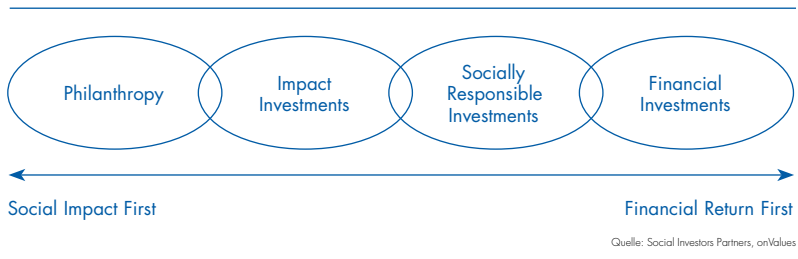 Philanthropy
Impact
Investments
Socially
Responsible
Investments
Financial
Investments
Social Impact First
Financial Return First
Quelle: Social Investors Partners, onValues